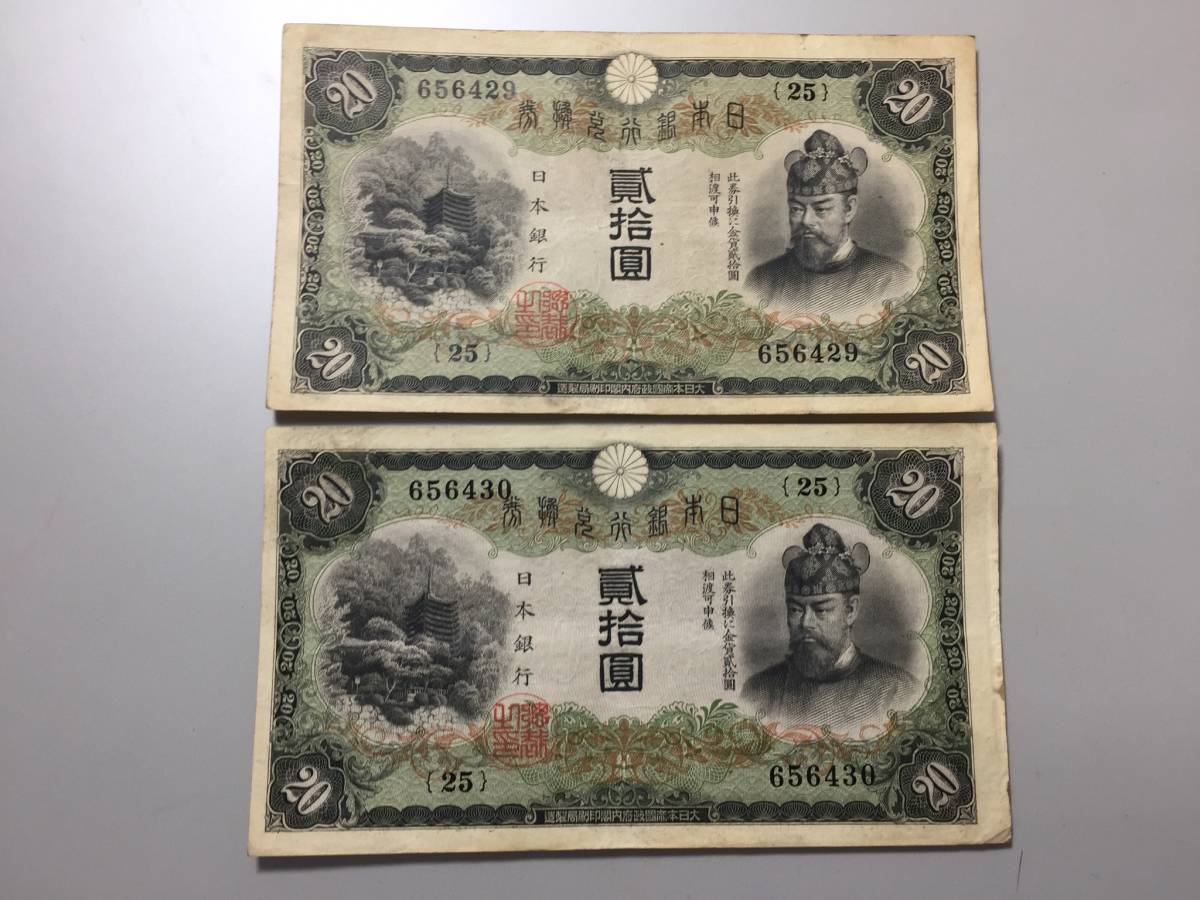 20
656429
{25}
20
日本銀行兌換券
日本銀行
貳拾圓
此券引換に金貨貳拾圓
相渡可申候
{25}
656429
20
20
大日本帝國政府内閣印刷局製造
20
656430
{25}
20
日本銀行兌換券
日本銀行
貳拾圓
此券引換に金貨貳拾圓
相渡可申候
{25}
656430
20
20
大日本帝國政府内閣印刷局製造